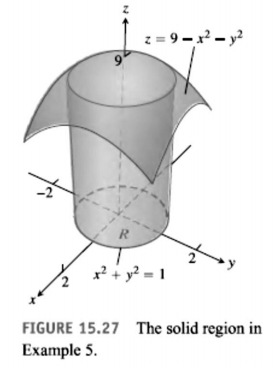 z
z = 9 − x² − y²
9
−2
R
2
y
x² + y² = 1
2
x
FIGURE 15.27 The solid region in
Example 5.